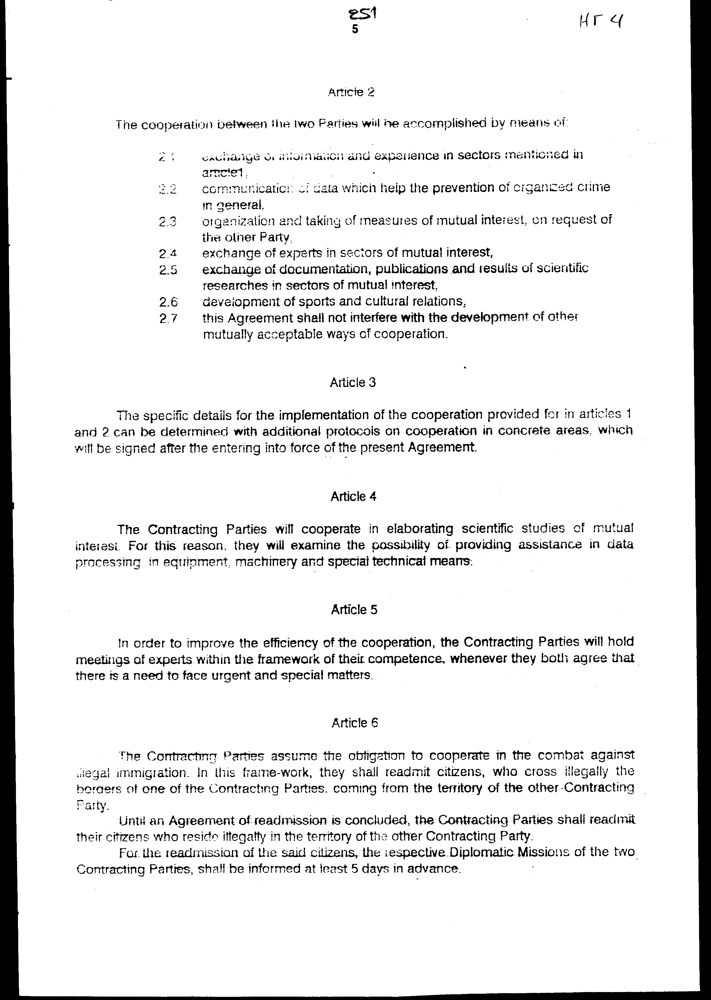 251
5
ΗΓ 4
Article 2
The cooperation between the two Parties will be accomplished by means of:
2.1 exchange of information and experience in sectors mentioned in
article1,
2.2 communication of data which help the prevention of organized crime
in general,
2.3 organization and taking of measures of mutual interest, on request of
the other Party,
2.4 exchange of experts in sectors of mutual interest,
2.5 exchange of documentation, publications and results of scientific
researches in sectors of mutual interest,
2.6 development of sports and cultural relations,
2.7 this Agreement shall not interfere with the development of other
mutually acceptable ways of cooperation.
Article 3
The specific details for the implementation of the cooperation provided for in articles 1
and 2 can be determined with additional protocols on cooperation in concrete areas, which
will be signed after the entering into force of the present Agreement.
Article 4
The Contracting Parties will cooperate in elaborating scientific studies of mutual
interest. For this reason, they will examine the possibility of providing assistance in data
processing, in equipment, machinery and special technical means.
Article 5
In order to improve the efficiency of the cooperation, the Contracting Parties will hold
meetings of experts within the framework of their competence, whenever they both agree that
there is a need to face urgent and special matters.
Article 6
The Contracting Parties assume the obligation to cooperate in the combat against
illegal immigration. In this frame-work, they shall readmit citizens, who cross illegally the
borders of one of the Contracting Parties, coming from the territory of the other Contracting
Party.
Until an Agreement of readmission is concluded, the Contracting Parties shall readmit
their citizens who reside illegally in the territory of the other Contracting Party.
For the readmission of the said citizens, the respective Diplomatic Missions of the two
Contracting Parties, shall be informed at least 5 days in advance.